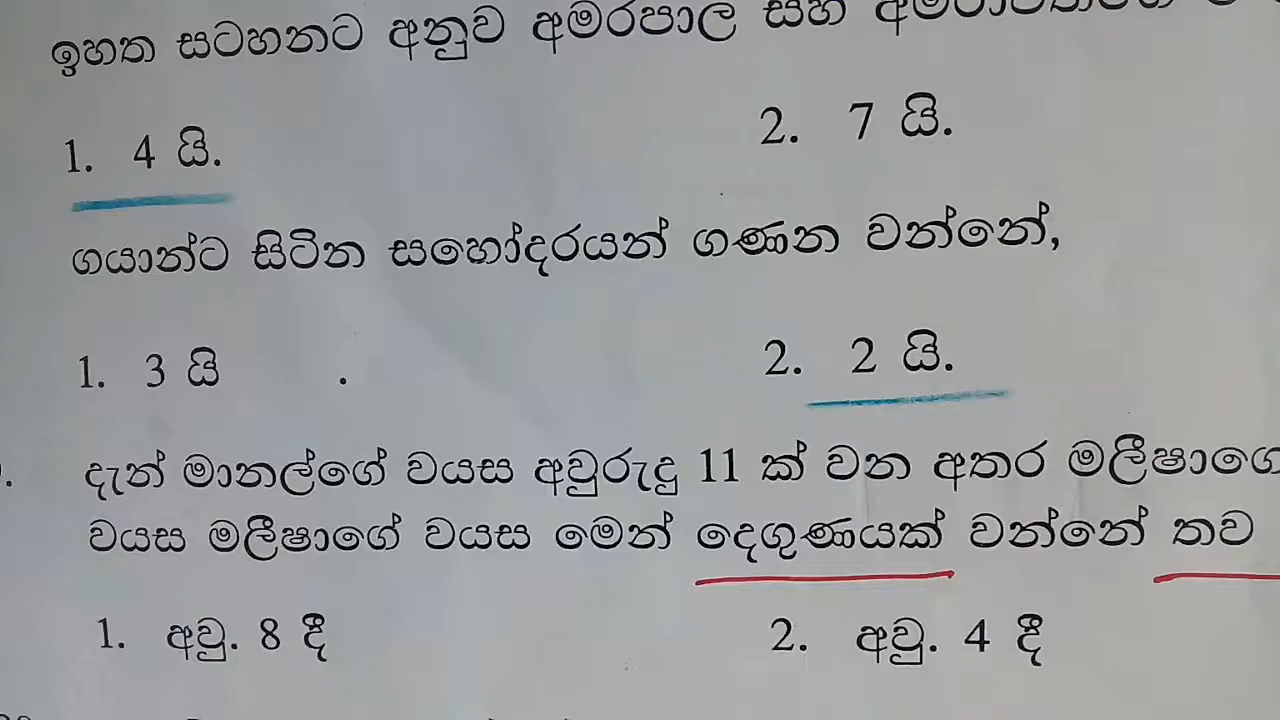 ඉහත සටහනට අනුව අමරපාල සහ
1. 4 යි.
2. 7 යි.
ගයාන්ට සිටින සහෝදරයන් ගණන වන්නේ,
1. 3 යි
2. 2 යි.
දැන් මානල්ගේ වයස අවුරුදු 11 ක් වන අතර මලීෂාගේ
වයස මලීෂාගේ වයස මෙන් දෙගුණයක් වන්නේ තව
1. අවු. 8 දී
2. අවු. 4 දී